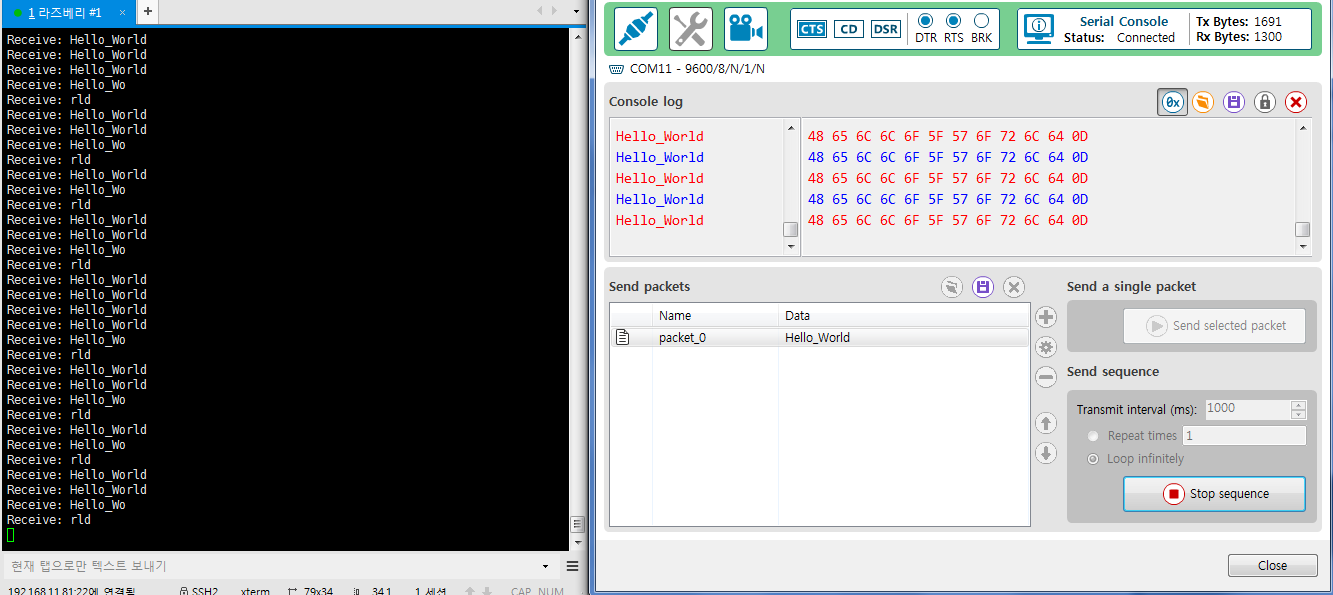 1 라즈베리 #1 × +
Receive: Hello_World
Receive: Hello_World
Receive: Hello_World
Receive: Hello_Wo
Receive: rld
Receive: Hello_World
Receive: Hello_World
Receive: Hello_Wo
Receive: rld
Receive: Hello_World
Receive: Hello_Wo
Receive: rld
Receive: Hello_World
Receive: Hello_World
Receive: Hello_Wo
Receive: rld
Receive: Hello_World
Receive: Hello_World
Receive: Hello_World
Receive: Hello_World
Receive: Hello_Wo
Receive: rld
Receive: Hello_World
Receive: Hello_World
Receive: Hello_Wo
Receive: rld
Receive: Hello_World
Receive: Hello_Wo
Receive: rld
Receive: Hello_World
Receive: Hello_World
Receive: Hello_Wo
Receive: rld
현재 탭으로만 텍스트 보내기
192.168.11.81:22에 연결됨 SSH2 xterm 79x34 34,1 1 세션 CAP NUM
CTS CD DSR
DTR RTS BRK
Serial Console
Status: Connected
Tx Bytes: 1691
Rx Bytes: 1300
COM11 - 9600/8/N/1/N
Console log
0x
Hello_World 48 65 6C 6C 6F 5F 57 6F 72 6C 64 0D
Hello_World 48 65 6C 6C 6F 5F 57 6F 72 6C 64 0D
Hello_World 48 65 6C 6C 6F 5F 57 6F 72 6C 64 0D
Hello_World 48 65 6C 6C 6F 5F 57 6F 72 6C 64 0D
Hello_World 48 65 6C 6C 6F 5F 57 6F 72 6C 64 0D
Send packets
Name Data
packet_0 Hello_World
Send a single packet
Send selected packet
Send sequence
Transmit interval (ms): 1000
Repeat times 1
Loop infinitely
Stop sequence
Close